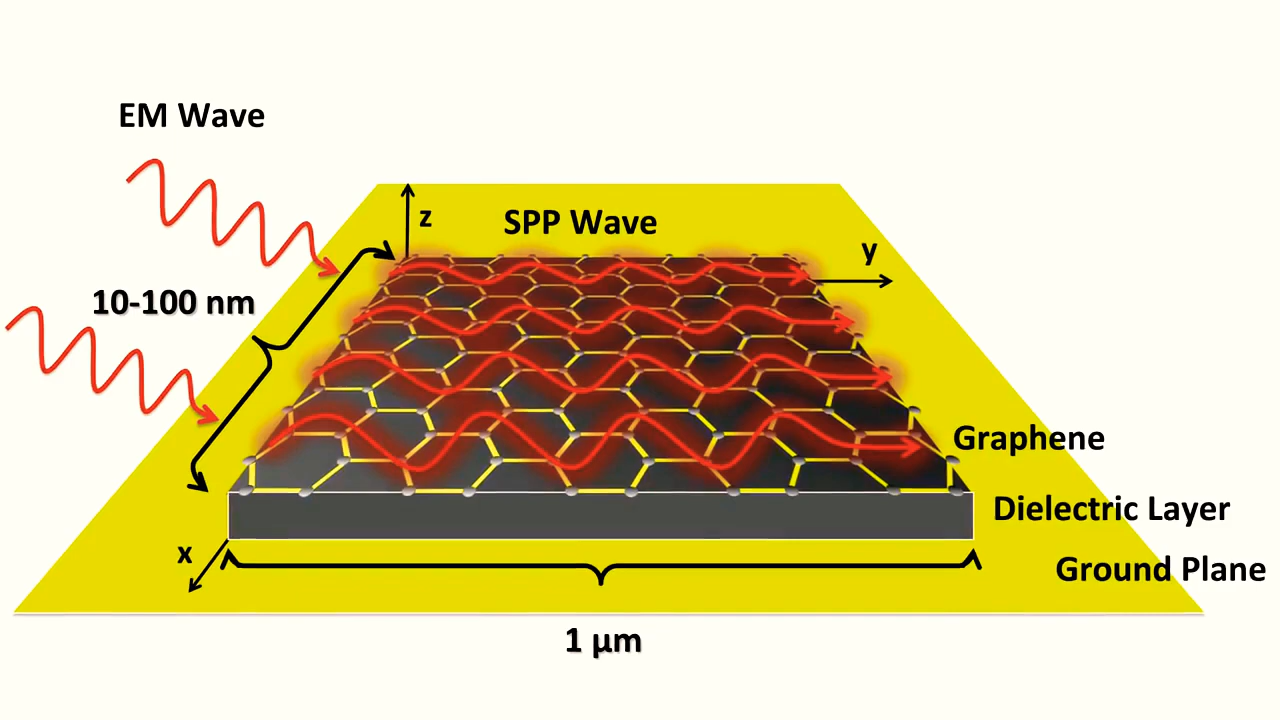 EM Wave
z
SPP Wave
y
10-100 nm
Graphene
Dielectric Layer
x
Ground Plane
1 μm